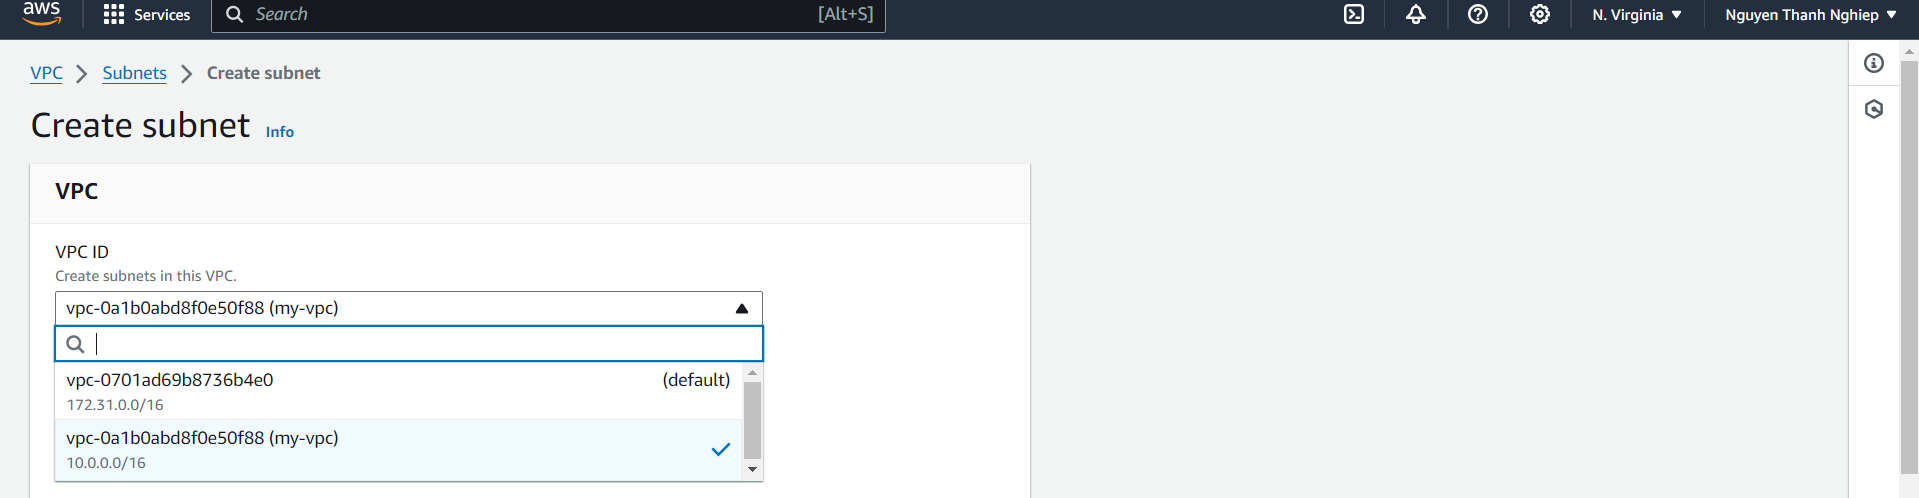 aws
Services
Search [Alt+S]
N. Virginia
Nguyen Thanh Nghiep
VPC
Subnets
Create subnet
Create subnet Info
VPC
VPC ID
Create subnets in this VPC.
vpc-0a1b0abd8f0e50f88 (my-vpc)
vpc-0701ad69b8736b4e0 (default)
172.31.0.0/16
vpc-0a1b0abd8f0e50f88 (my-vpc)
10.0.0.0/16